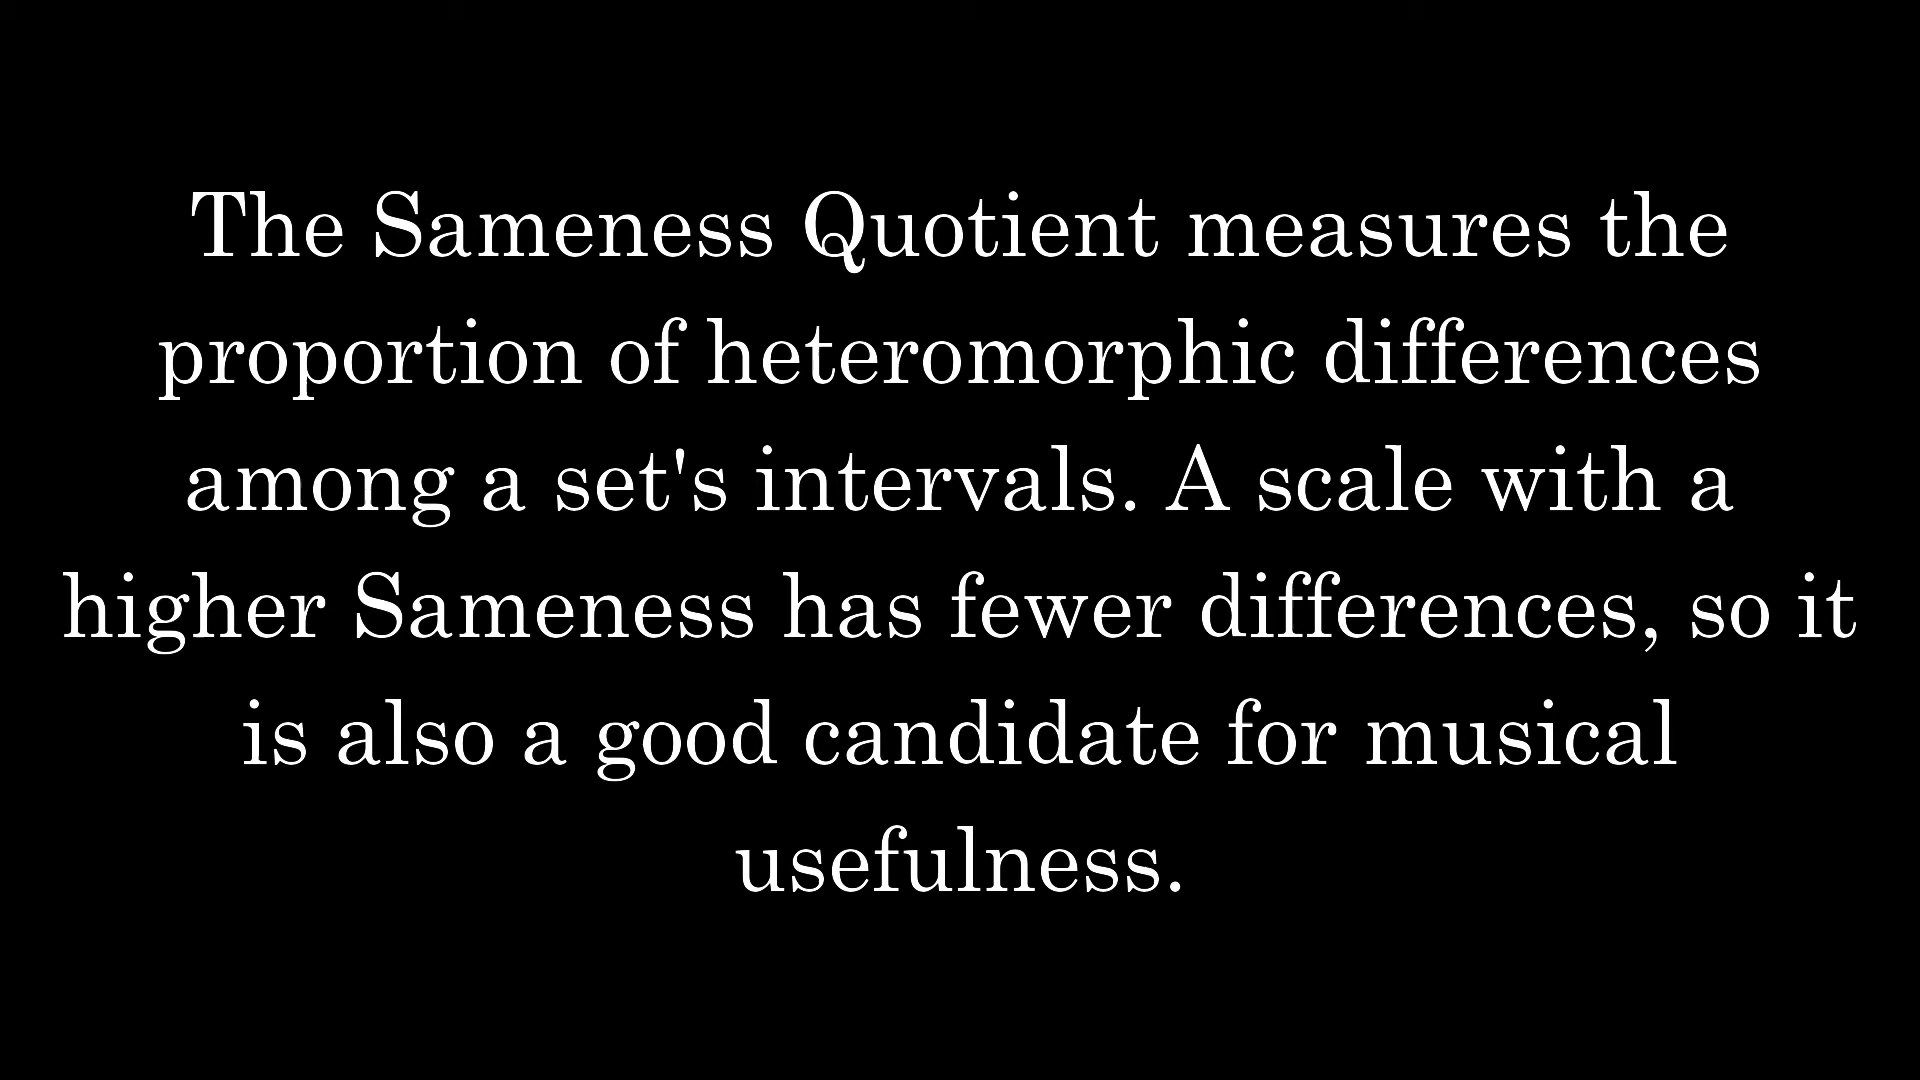 The Sameness Quotient measures the
proportion of heteromorphic differences
among a set's intervals. A scale with a
higher Sameness has fewer differences, so it
is also a good candidate for musical
usefulness.